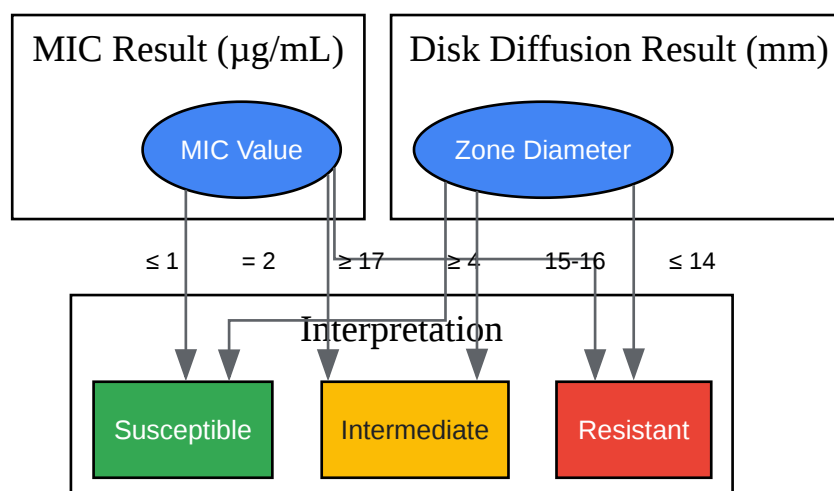 MIC Result (µg/mL)
Disk Diffusion Result (mm)
MIC Value
Zone Diameter
≤ 1
= 2
≥ 17
≥ 4
15-16
≤ 14
Interpretation
Susceptible
Intermediate
Resistant